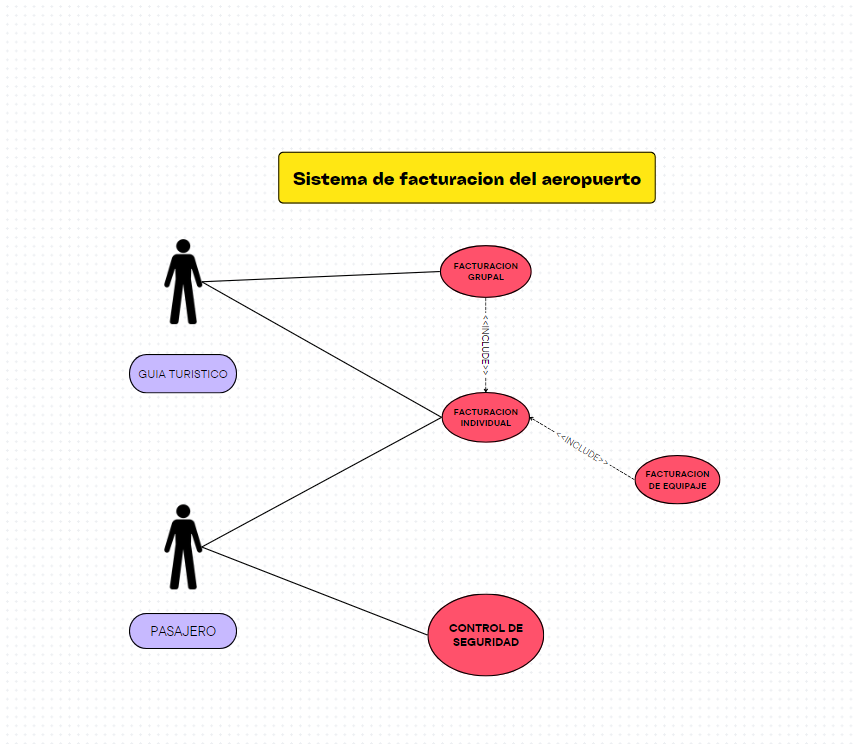 Sistema de facturacion del aeropuerto
FACTURACION
GRUPAL
<<INCLUDE>>
GUIA TURISTICO
FACTURACION
INDIVIDUAL
<<INCLUDE>>
FACTURACION
DE EQUIPAJE
PASAJERO
CONTROL DE
SEGURIDAD